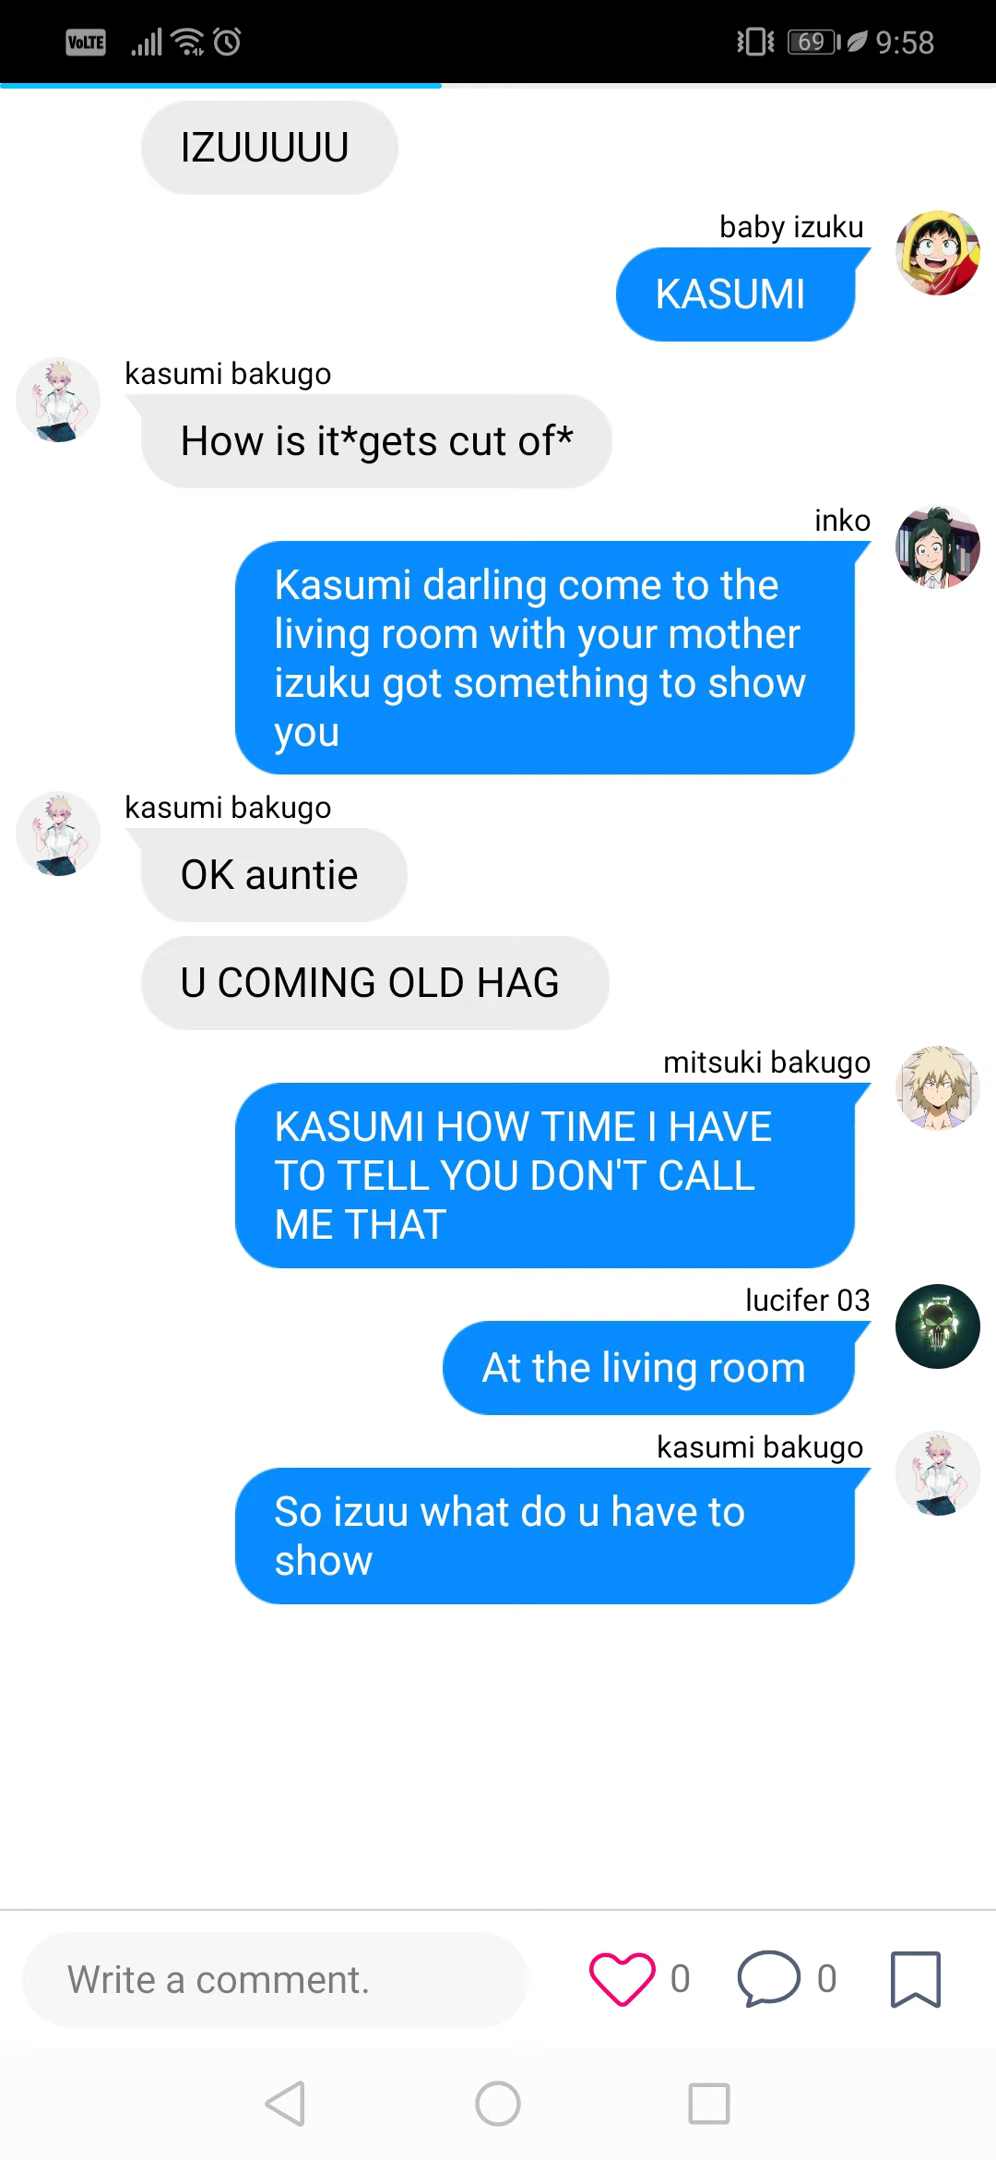 VoLTE 69 9:58
IZUUUUU
baby izuku
KASUMI
kasumi bakugo
How is it*gets cut of*
inko
Kasumi darling come to the
living room with your mother
izuku got something to show
you
kasumi bakugo
OK auntie
U COMING OLD HAG
mitsuki bakugo
KASUMI HOW TIME I HAVE
TO TELL YOU DON'T CALL
ME THAT
lucifer 03
At the living room
kasumi bakugo
So izuu what do u have to
show
Write a comment. 0 0